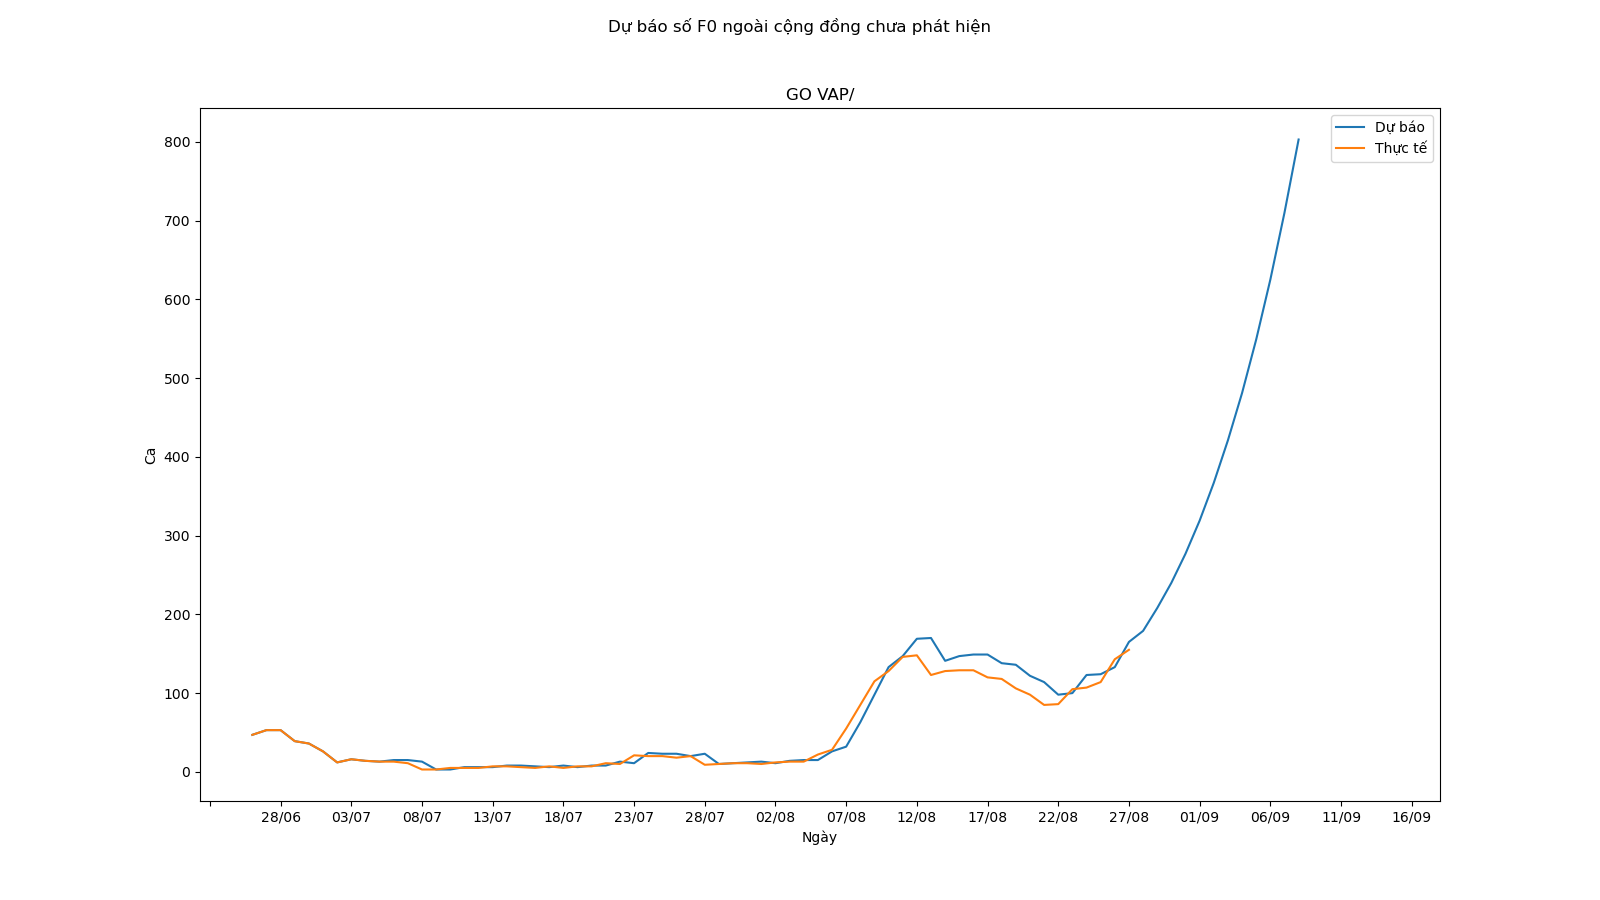 Dự báo số F0 ngoài cộng đồng chưa phát hiện
GO VAP/
Dự báo
Thực tế
800
700
600
500
400
300
200
100
0
Ca
28/06 03/07 08/07 13/07 18/07 23/07 28/07 02/08 07/08 12/08 17/08 22/08 27/08 01/09 06/09 11/09 16/09
Ngày